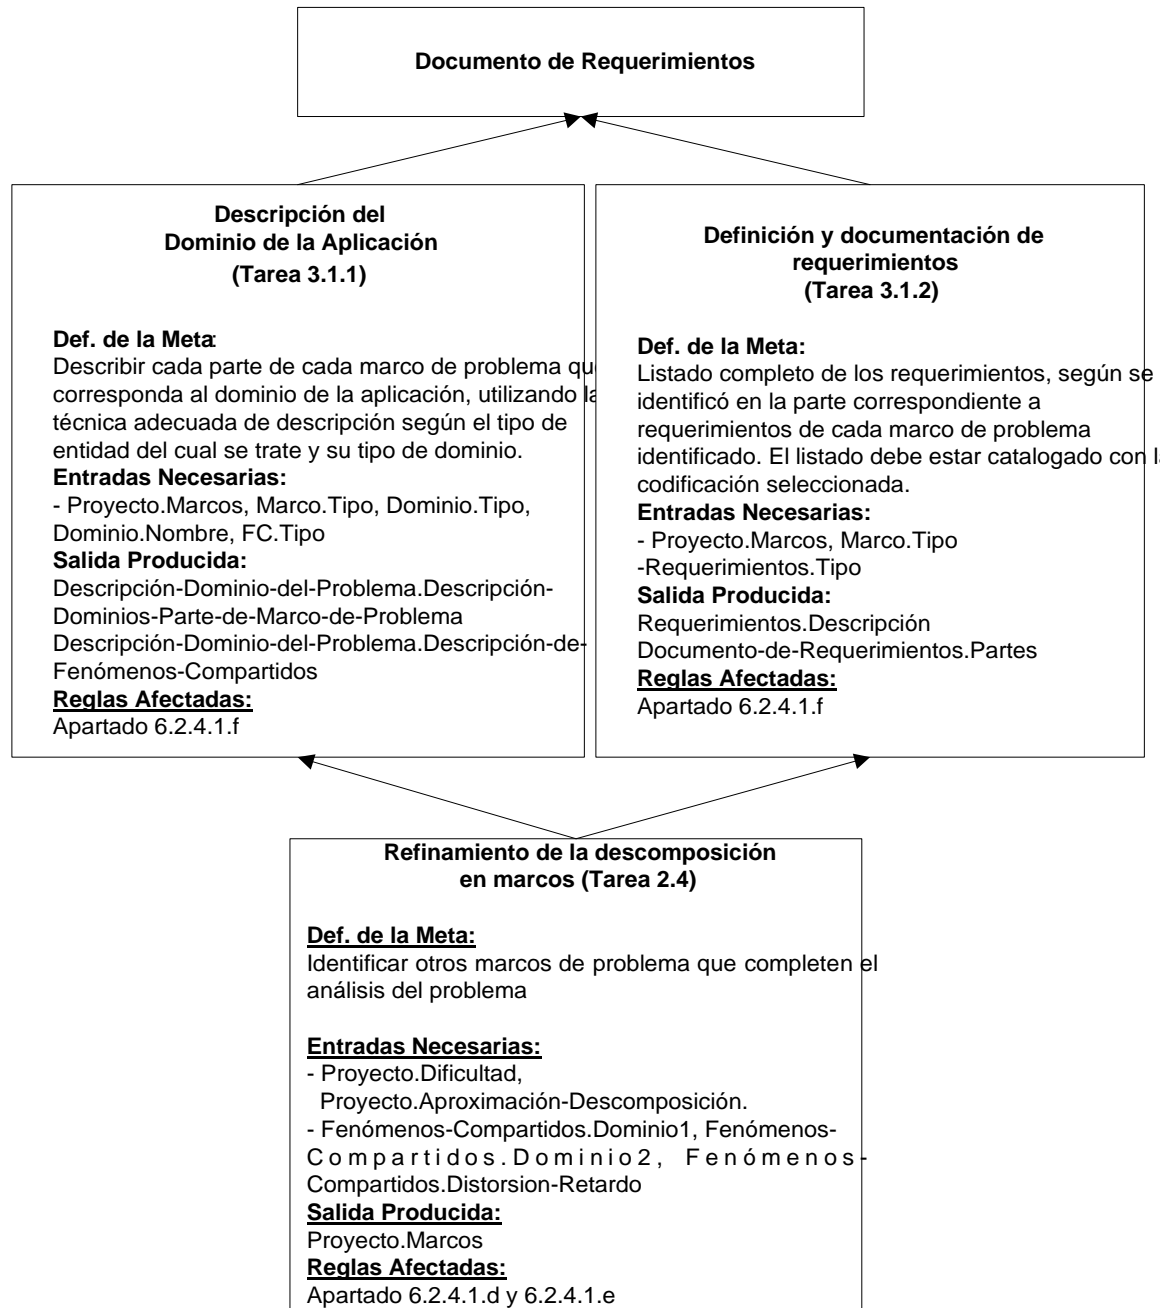 Documento de Requerimientos
Descripción del
Dominio de la Aplicación
(Tarea 3.1.1)
Def. de la Meta:
Describir cada parte de cada marco de problema qu
corresponda al dominio de la aplicación, utilizando la
técnica adecuada de descripción según el tipo de
entidad del cual se trate y su tipo de dominio.
Entradas Necesarias:
- Proyecto.Marcos, Marco.Tipo, Dominio.Tipo,
Dominio.Nombre, FC.Tipo
Salida Producida:
Descripción-Dominio-del-Problema.Descripción-
Dominios-Parte-de-Marco-de-Problema
Descripción-Dominio-del-Problema.Descripción-de-
Fenómenos-Compartidos
Reglas Afectadas:
Apartado 6.2.4.1.f
Definición y documentación de
requerimientos
(Tarea 3.1.2)
Def. de la Meta:
Listado completo de los requerimientos, según se
identificó en la parte correspondiente a
requerimientos de cada marco de problema
identificado. El listado debe estar catalogado con l
codificación seleccionada.
Entradas Necesarias:
- Proyecto.Marcos, Marco.Tipo
-Requerimientos.Tipo
Salida Producida:
Requerimientos.Descripción
Documento-de-Requerimientos.Partes
Reglas Afectadas:
Apartado 6.2.4.1.f
Refinamiento de la descomposición
en marcos (Tarea 2.4)
Def. de la Meta:
Identificar otros marcos de problema que completen el
análisis del problema
Entradas Necesarias:
- Proyecto.Dificultad,
Proyecto.Aproximación-Descomposición.
- Fenómenos-Compartidos.Dominio1, Fenómenos-
Compartidos.Dominio2, Fenómenos-
Compartidos.Distorsion-Retardo
Salida Producida:
Proyecto.Marcos
Reglas Afectadas:
Apartado 6.2.4.1.d y 6.2.4.1.e